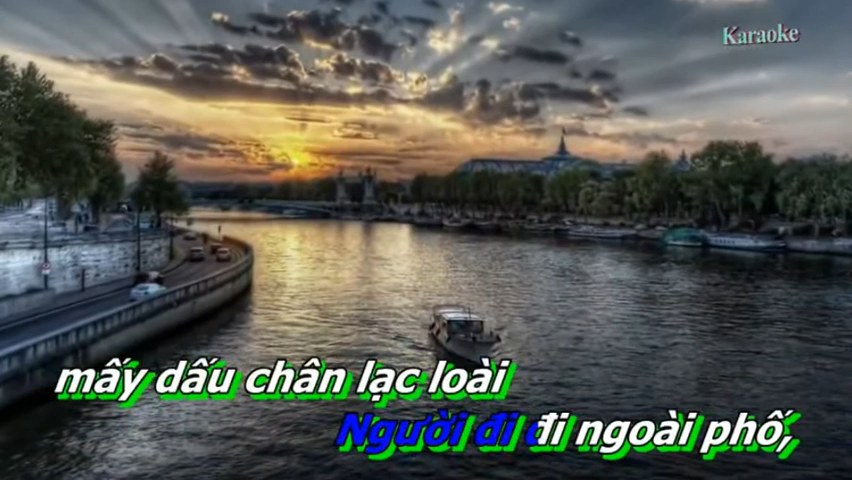 Karaoke
mấy dấu chân lạc loài
Người đi đi ngoài phố,